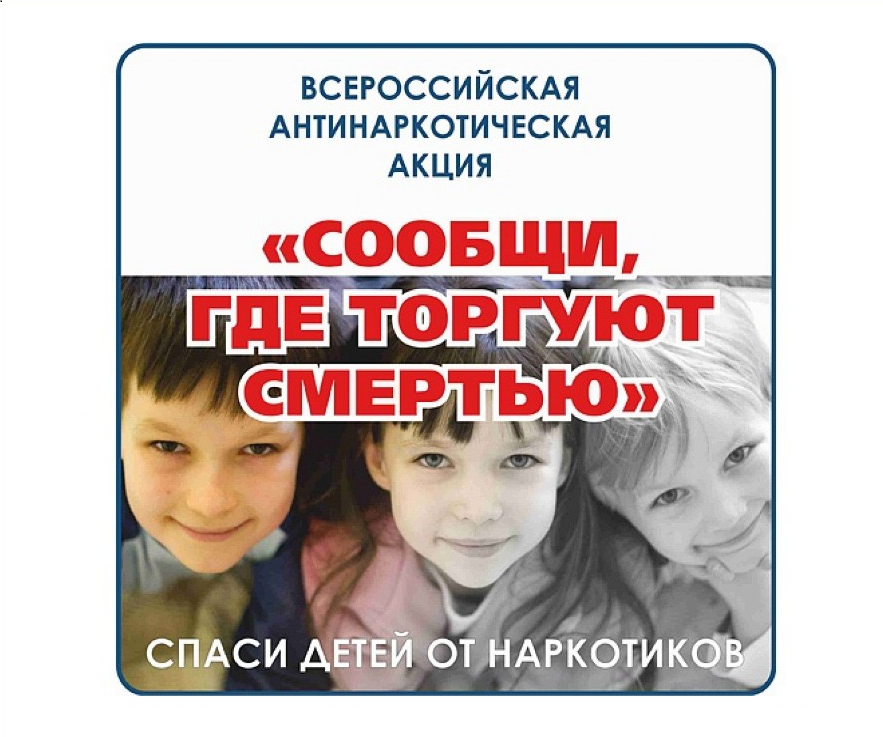 ВСЕРОССИЙСКАЯ
АНТИНАРКОТИЧЕСКАЯ
АКЦИЯ
«СООБЩИ,
ГДЕ ТОРГУЮТ
СМЕРТЬЮ»
СПАСИ ДЕТЕЙ ОТ НАРКОТИКОВ